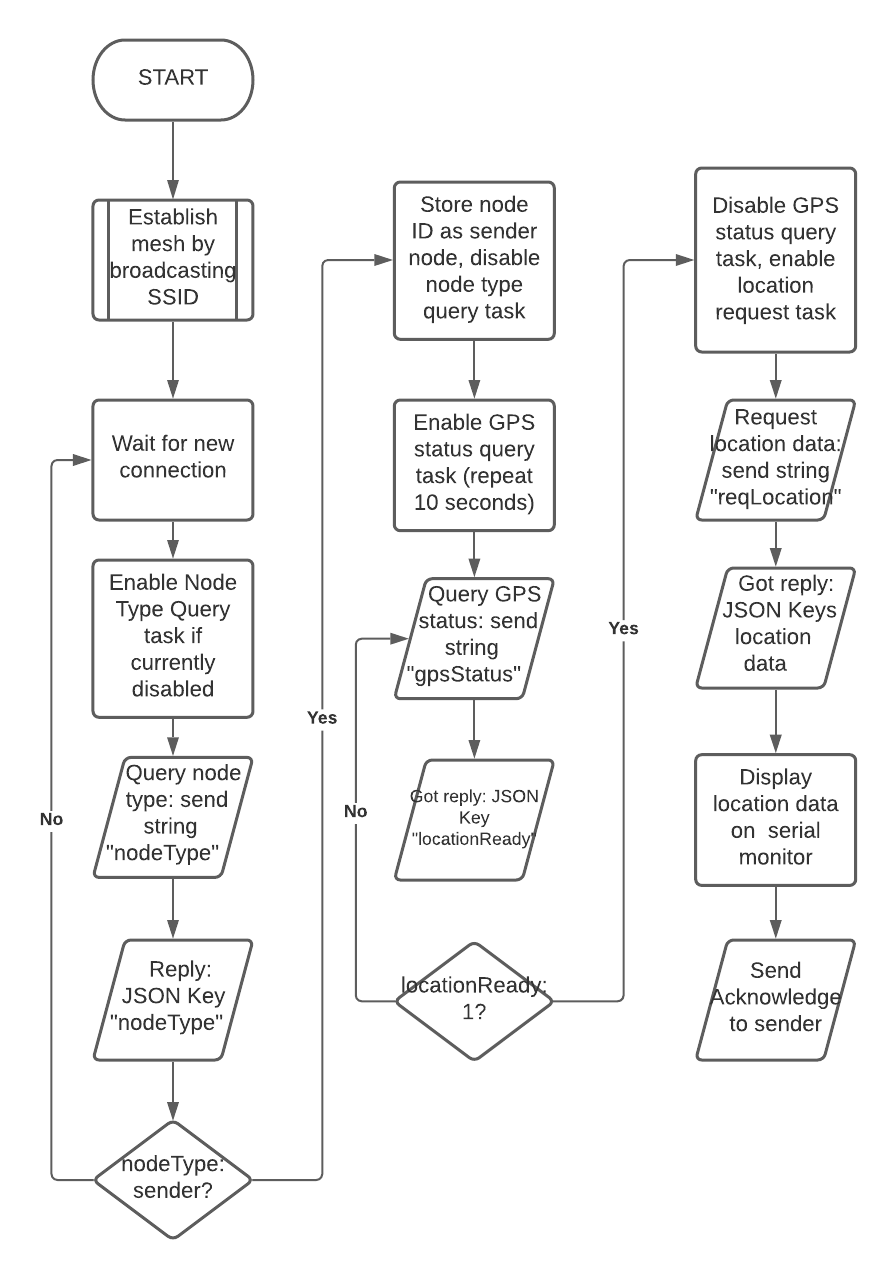 START
Establish
mesh by
broadcasting
SSID
Wait for new
connection
Enable Node
Type Query
task if
currently
disabled
Query node
type: send
string
"nodeType"
No
Reply:
JSON Key
"nodeType"
nodeType:
sender?
Yes
Store node
ID as sender
node, disable
node type
query task
Enable GPS
status query
task (repeat
10 seconds)
Query GPS
status: send
string
"gpsStatus"
No
Got reply: JSON
Key
"locationReady"
locationReady:
1?
Yes
Disable GPS
status query
task, enable
location
request task
Request
location data:
send string
"reqLocation"
Got reply:
JSON Keys
location
data
Display
location data
on  serial
monitor
Send
Acknowledge
to sender